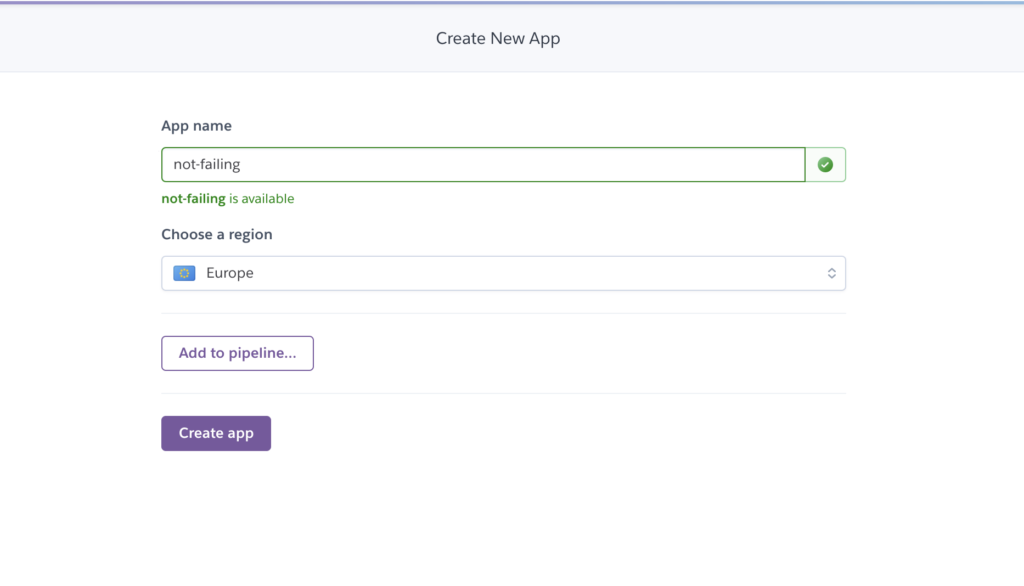 Create New App
App name
not-failing
not-failing is available
Choose a region
Europe
Add to pipeline...
Create app